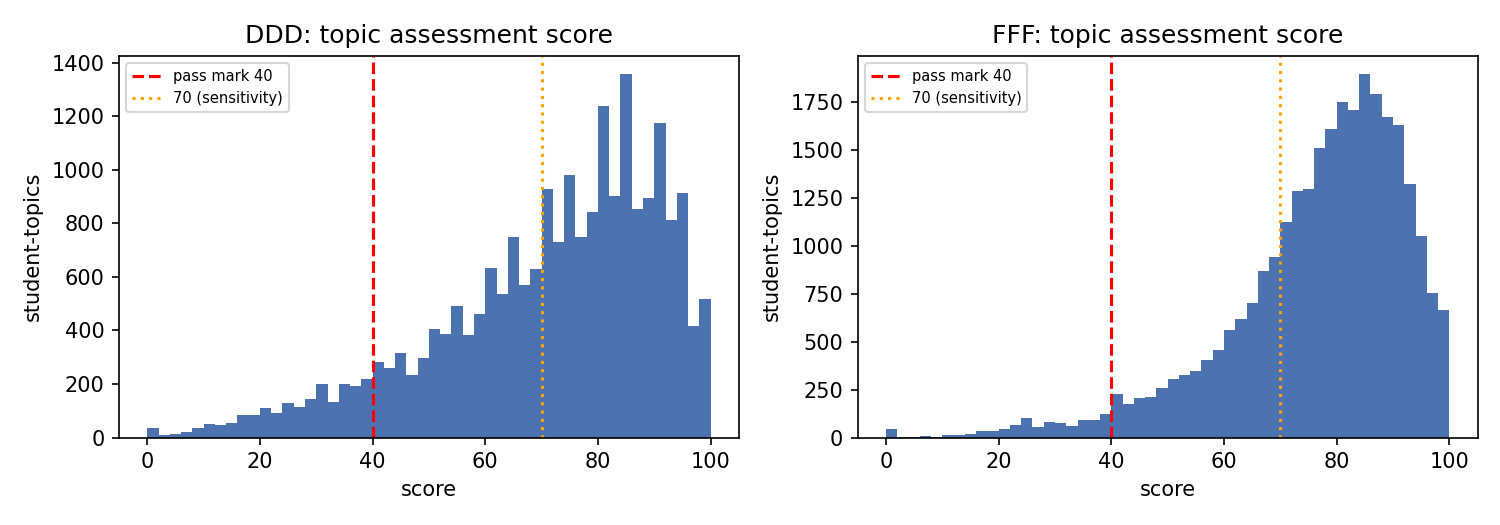 DDD: topic assessment score
student-topics
1400
1200
1000
800
600
400
200
0
pass mark 40
70 (sensitivity)
0 20 40 60 80 100
score
FFF: topic assessment score
student-topics
1750
1500
1250
1000
750
500
250
0
pass mark 40
70 (sensitivity)
0 20 40 60 80 100
score